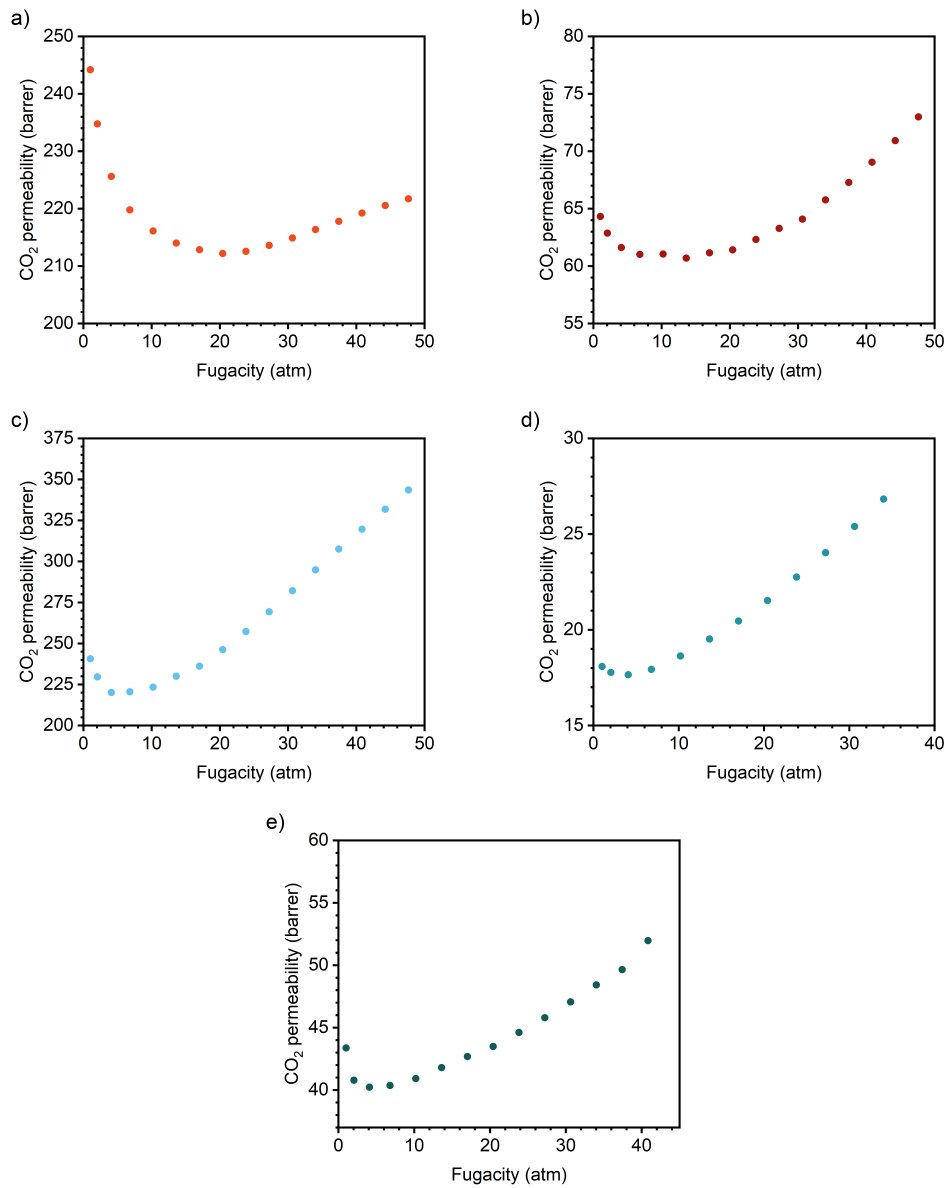 a)
250
240
230
220
212
200
CO2 permeability (barrer)
0 10 20 30 40 50
Fugacity (atm)
b)
80
75
70
65
60
55
CO2 permeability (barrer)
0 10 20 30 40 50
Fugacity (atm)
c)
375
350
325
300
275
250
225
200
CO2 permeability (barrer)
0 10 20 30 40 50
Fugacity (atm)
d)
30
25
20
18
15
CO2 permeability (barrer)
0 10 20 30 40
Fugacity (atm)
e)
60
55
50
45
40
CO2 permeability (barrer)
0 10 20 30 40
Fugacity (atm)